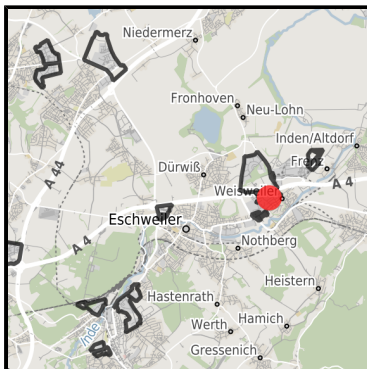 Niedermerz
Fronhoven
Neu-Lohn
Inden/Altdorf
Frenz
Dürwiß
A 44
Weisweiler
A 4
Eschweiler
A 4
Nothberg
Heistern
Hastenrath
Inde
Werth
Hamich
Gressenich